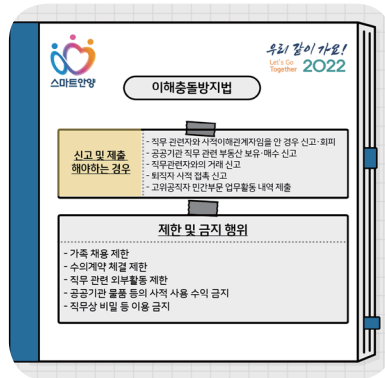 스마트안양
우리 같이 가요!
Let's Go
Together 2022
이해충돌방지법
신고 및 제출
해야하는 경우
- 직무 관련자와 사적이해관계자임을 안 경우 신고·회피
- 공공기관 직무 관련 부동산 보유·매수 신고
- 직무관련자와의 거래 신고
- 퇴직자 사적 접촉 신고
- 고위공직자 민간부문 업무활동 내역 제출
제한 및 금지 행위
- 가족 채용 제한
- 수의계약 체결 제한
- 직무 관련 외부활동 제한
- 공공기관 물품 등의 사적 사용 수익 금지
- 직무상 비밀 등 이용 금지